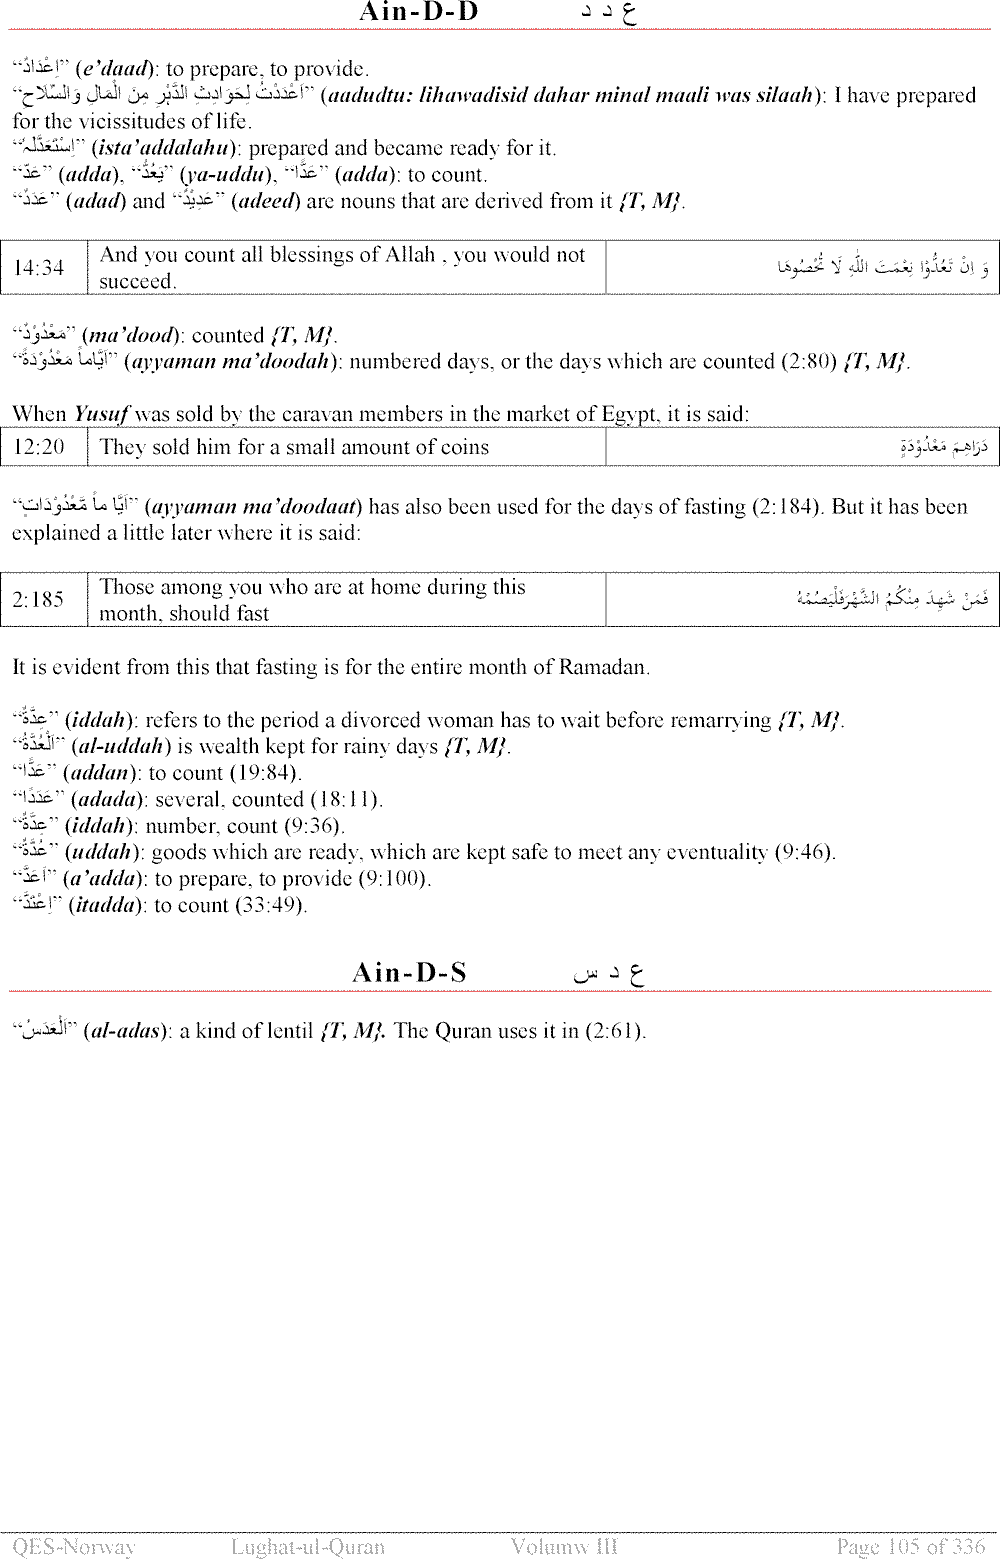 Ain-D-D ع د د
“اِعْدَادٌ” (e’daad): to prepare, to provide.
“اَعْدَدْتُ لِحَوَادِثِ الدَّہْرِ مِنَ الْمَالِ وَالسِّلَاحِ” (aadudtu: lihawadisid dahar minal maali was silaah): I have prepared
for the vicissitudes of life.
“اِسْتَعَدَّلَہٗ” (ista’addalahu): prepared and became ready for it.
“عَدَّ” (adda), “یَعُدُّ” (ya-uddu), “عَدًّا” (adda): to count.
“عَدَدٌ” (adad) and “عَدِیْدٌ” (adeed) are nouns that are derived from it {T, M}.
14:34 And you count all blessings of Allah , you would not وَ اِنْ تَعُدُّوْا نِعْمَتَ اللّٰهِ لَا تُحْصُوهَا
succeed.
“مَعْدُوْدٌ” (ma’dood): counted {T, M}.
“اَیَّاماً مَعْدُوْدَۃً” (ayyaman ma’doodah): numbered days, or the days which are counted (2:80) {T, M}.
When Yusuf was sold by the caravan members in the market of Egypt, it is said:
12:20 They sold him for a small amount of coins دَرَاهِمَ مَعْدُوْدَةٍ
“اَیَّا ماً مَّعْدُوْدَاتٍ” (ayyaman ma’doodaat) has also been used for the days of fasting (2:184). But it has been
explained a little later where it is said:
2:185 Those among you who are at home during this فَمَنْ شَهِدَ مِنْكُمُ الشَّهْرَفَلْيَصُمْهُ
month, should fast
It is evident from this that fasting is for the entire month of Ramadan.
“عِدَّۃٌ” (iddah): refers to the period a divorced woman has to wait before remarrying {T, M}.
“اَلْعُدَّۃُ” (al-uddah) is wealth kept for rainy days {T, M}.
“عَدًّا” (addan): to count (19:84).
“عَدَدًا” (adada): several, counted (18:11).
“عِدَّۃٌ” (iddah): number, count (9:36).
“عُدَّۃٌ” (uddah): goods which are ready, which are kept safe to meet any eventuality (9:46).
“اَعَدَّ” (a’adda): to prepare, to provide (9:100).
“اِعْتَدَّ” (itadda): to count (33:49).
Ain-D-S ع د س
“اَلْعَدَسُ” (al-adas): a kind of lentil {T, M}. The Quran uses it in (2:61).
QES-Norway Lughat-ul-Quran Volumw III Page 105 of 336